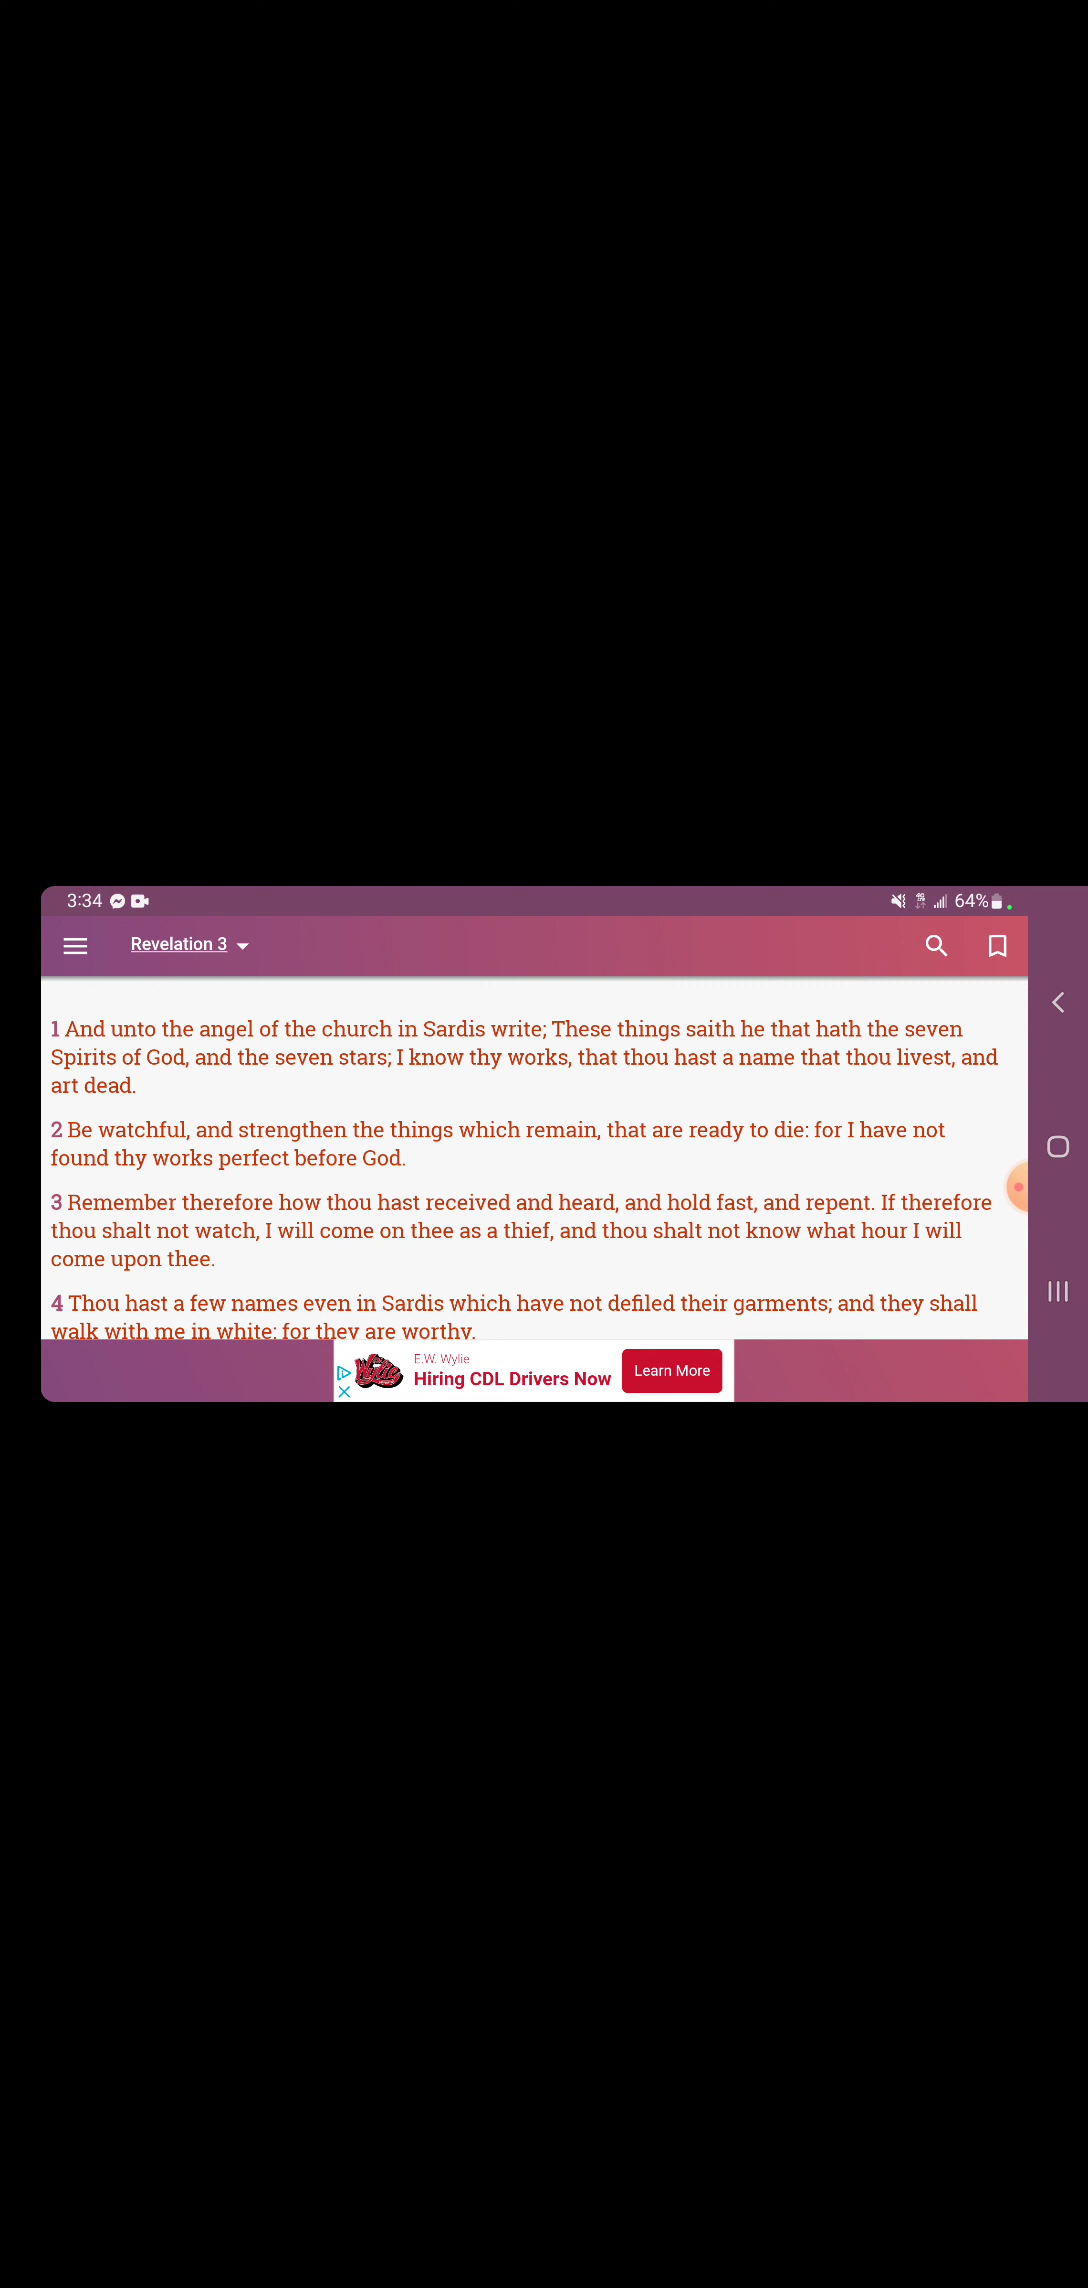 3:34 64%
Revelation 3
1 And unto the angel of the church in Sardis write; These things saith he that hath the seven
Spirits of God, and the seven stars; I know thy works, that thou hast a name that thou livest, and
art dead.
2 Be watchful, and strengthen the things which remain, that are ready to die: for I have not
found thy works perfect before God.
3 Remember therefore how thou hast received and heard, and hold fast, and repent. If therefore
thou shalt not watch, I will come on thee as a thief, and thou shalt not know what hour I will
come upon thee.
4 Thou hast a few names even in Sardis which have not defiled their garments; and they shall
walk with me in white: for they are worthy.
Wylie
E.W. Wylie
Hiring CDL Drivers Now
Learn More